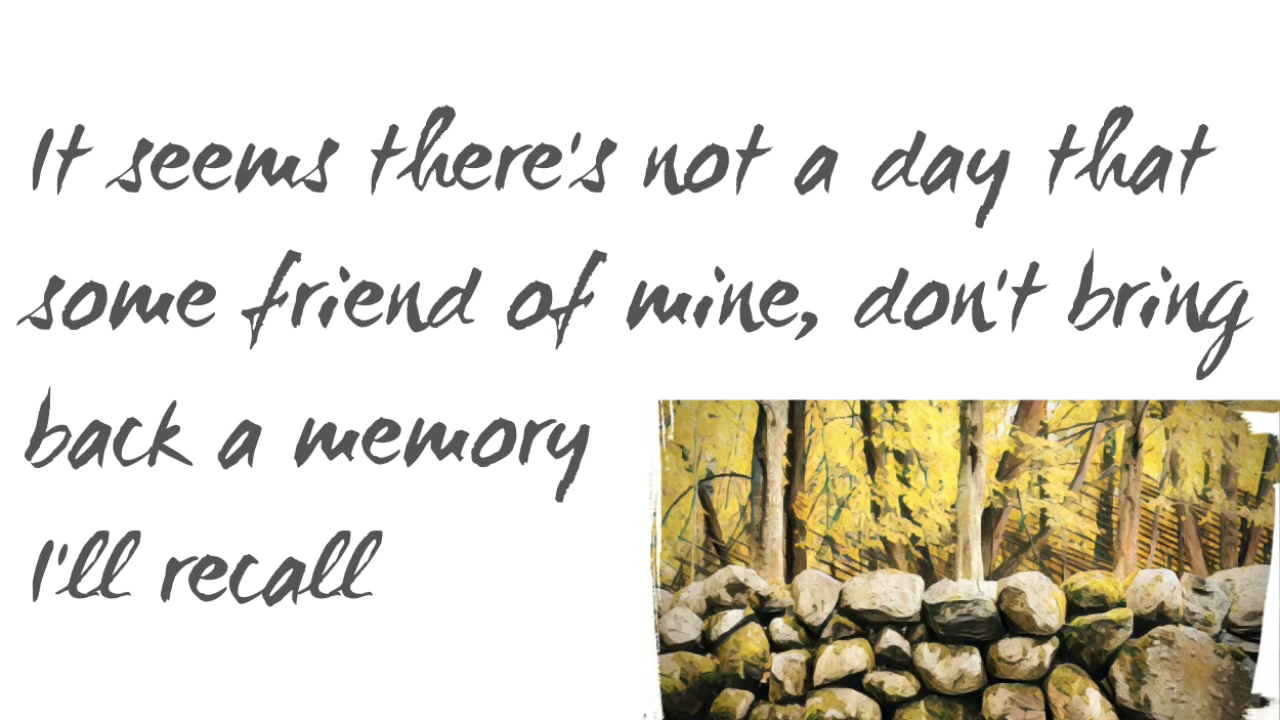 It seems there's not a day that
some friend of mine, don't bring
back a memory
I'll recall